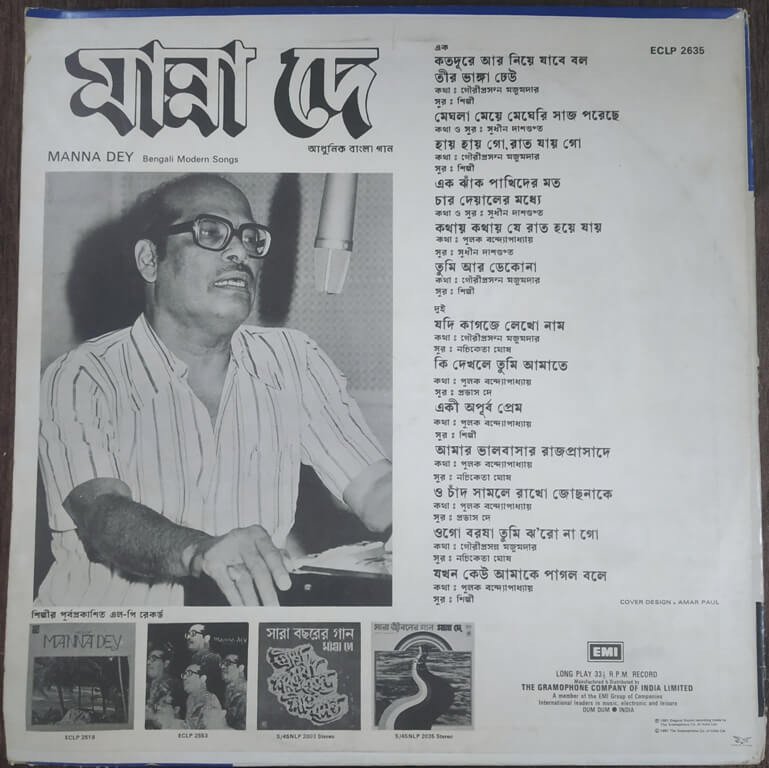 মান্না দে
আধুনিক বাংলা গান
MANNA DEY Bengali Modern Songs
ECLP 2635
এক
কতদূরে আর নিয়ে যাবে বল
তীর ভাঙ্গা ঢেউ
কথা : গৌরীপ্রসন্ন মজুমদার
সুর : শিল্পী
মেঘলা মেয়ে মেঘেরি সাজ পরেছে
কথা ও সুর : সুধীন দাশগুপ্ত
হায় হায় গো, রাত যায় গো
কথা : গৌরীপ্রসন্ন মজুমদার
সুর : শিল্পী
এক ঝাঁক পাখিদের মত
চার দেয়ালের মধ্যে
কথা ও সুর : সুধীন দাশগুপ্ত
কথায় কথায় যে রাত হয়ে যায়
কথা : পুলক বন্দ্যোপাধ্যায়
সুর : সুধীন দাশগুপ্ত
তুমি আর ডেকোনা
কথা : গৌরীপ্রসন্ন মজুমদার
সুর : শিল্পী
দুই
যদি কাগজে লেখো নাম
কথা : গৌরীপ্রসন্ন মজুমদার
সুর : নচিকেতা ঘোষ
কি দেখলে তুমি আমাতে
কথা : পুলক বন্দ্যোপাধ্যায়
সুর : প্রভাস দে
একী অপূর্ব প্রেম
কথা : পুলক বন্দ্যোপাধ্যায়
সুর : শিল্পী
আমার ভালবাসার রাজপ্রাসাদে
কথা : পুলক বন্দ্যোপাধ্যায়
সুর : নচিকেতা ঘোষ
ও চাঁদ সামলে রাখো জোছনাকে
কথা : পুলক বন্দ্যোপাধ্যায়
সুর : প্রভাস দে
ওগো বরষা তুমি ঝ'রো না গো
কথা : গৌরীপ্রসন্ন মজুমদার
সুর : নচিকেতা ঘোষ
যখন কেউ আমাকে পাগল বলে
কথা : পুলক বন্দ্যোপাধ্যায়
সুর : শিল্পী
COVER DESIGN : AMAR PAUL
শিল্পীর পূর্বপ্রকাশিত এল-পি রেকর্ড
MANNA DEY
ECLP 2519
MANNA DEY
ECLP 2553
সারা বছরের গান
মান্না দে
S/45NLP 2003 Stereo
সারা জীবনের গান মান্না দে
S/45NLP 2035 Stereo
EMI
LONG PLAY 33⅓ R.P.M. RECORD
Manufactured & Distributed by
THE GRAMOPHONE COMPANY OF INDIA LIMITED
A member of the EMI Group of Companies
International leaders in music, electronic and leisure
DUM DUM INDIA